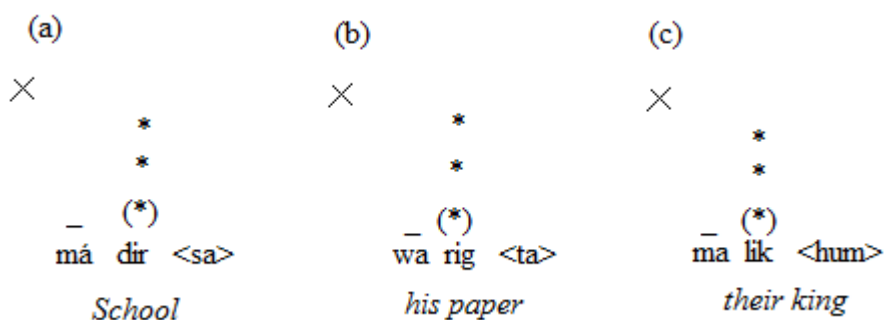 (a) (b) (c)
× × ×
* * *
* * *
_ (*) _ (*) _ (*)
má dir <sa> wa rig <ta> ma lik <hum>
School his paper their king